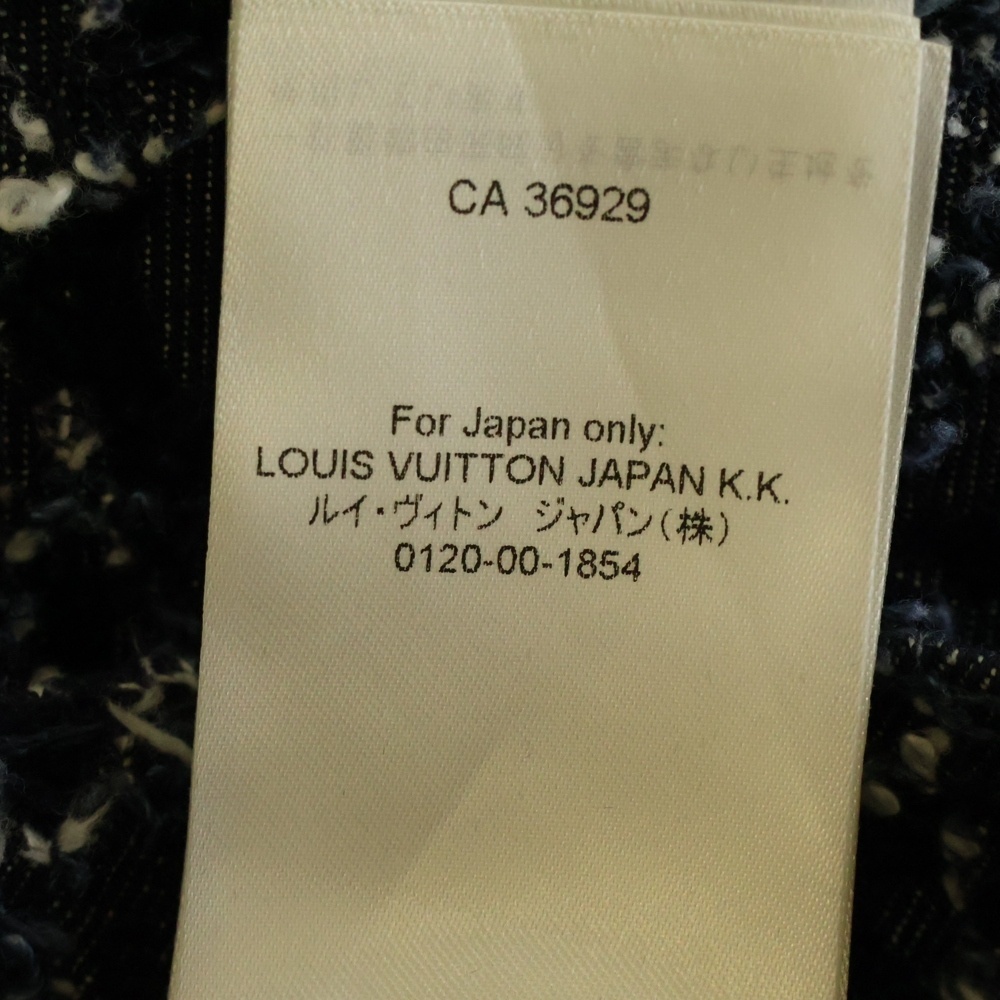 CA 36929
For Japan only:
LOUIS VUITTON JAPAN K.K.
ルイ・ヴィトン　ジャパン(株)
0120-00-1854